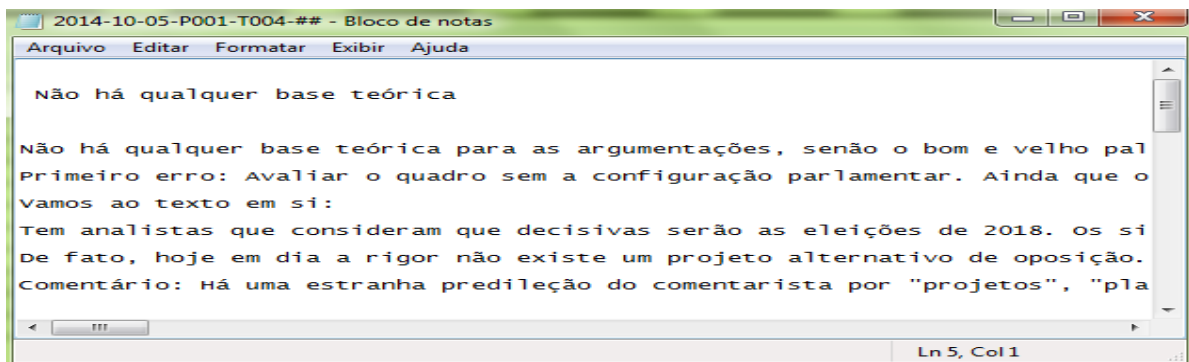 2014-10-05-P001-T004-## - Bloco de notas
Arquivo Editar Formatar Exibir Ajuda
Não há qualquer base teórica
Não há qualquer base teórica para as argumentações, senão o bom e velho pal
Primeiro erro: Avaliar o quadro sem a configuração parlamentar. Ainda que o
Vamos ao texto em si:
Tem analistas que consideram que decisivas serão as eleições de 2018. Os si
De fato, hoje em dia a rigor não existe um projeto alternativo de oposição.
Comentário: Há uma estranha predileção do comentarista por "projetos", "pla
Ln 5, Col 1